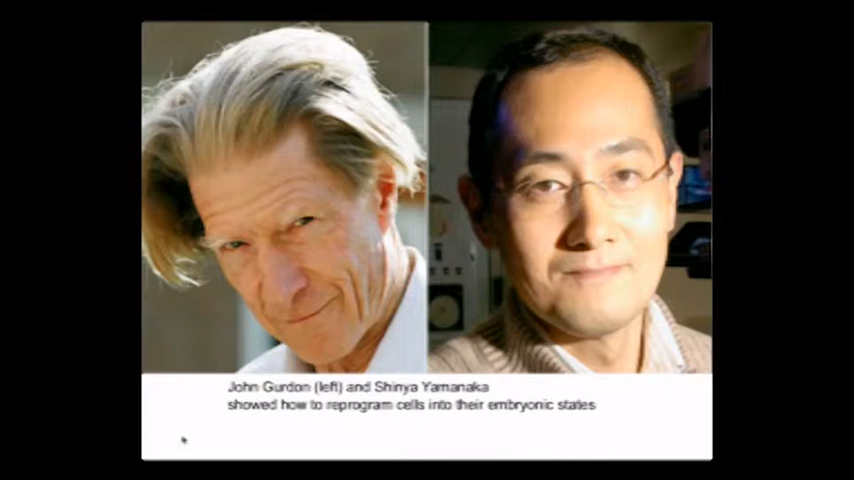 John Gurdon (left) and Shinya Yamanaka
showed how to reprogram cells into their embryonic states